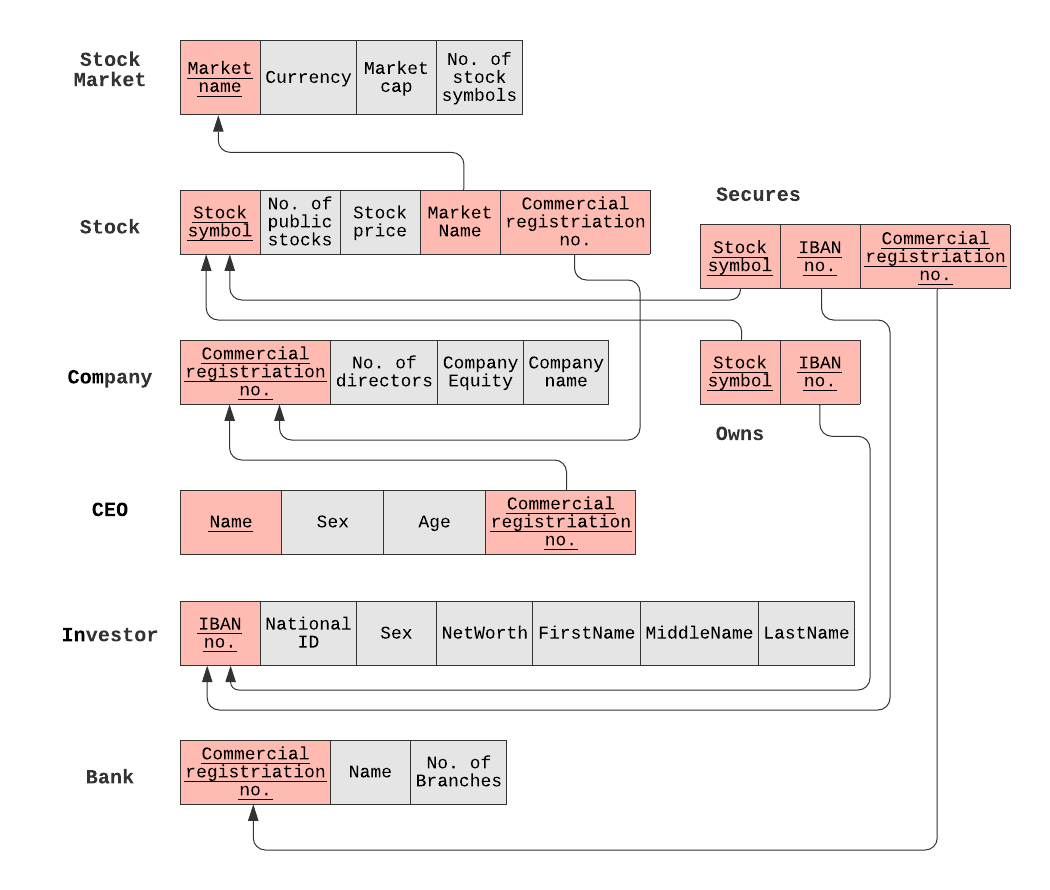 Stock
Market
Market
name
Currency
Market
cap
No. of
stock
symbols
Stock
Stock
symbol
No. of
public
stocks
Stock
price
Market
Name
Commercial
registriation
no.
Secures
Stock
symbol
IBAN
no.
Commercial
registriation
no.
Company
Commercial
registriation
no.
No. of
directors
Company
Equity
Company
name
Stock
symbol
IBAN
no.
Owns
CEO
Name
Sex
Age
Commercial
registriation
no.
Investor
IBAN
no.
National
ID
Sex
NetWorth
FirstName
MiddleName
LastName
Bank
Commercial
registriation
no.
Name
No. of
Branches